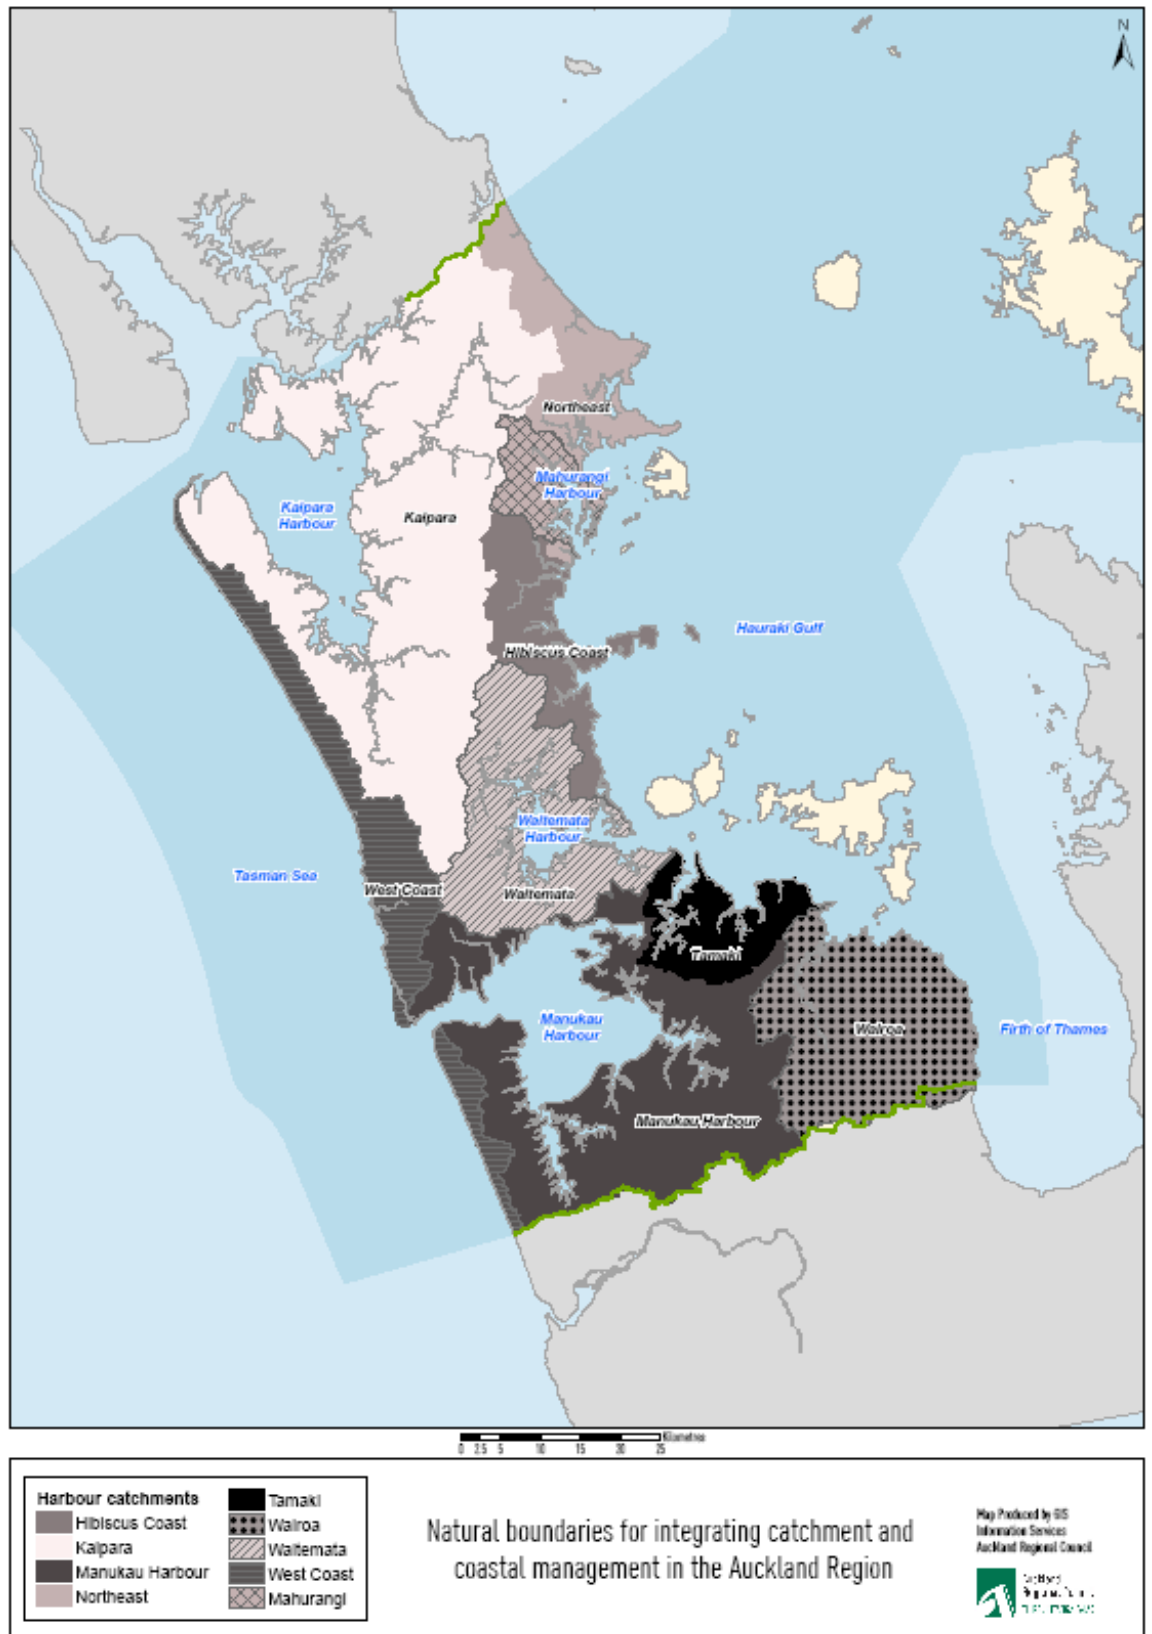 N
Northeast
Mahurangi
Harbour
Kaipara
Harbour
Kaipara
Hauraki Gulf
Hibiscus Coast
Waitemata
Harbour
Tasman Sea
West Coast
Waitemata
Tamaki
Manukau
Harbour
Wairoa
Firth of Thames
Manukau Harbour
Kilometres
0 2.5 5 10 15 20 25
Harbour catchments
Hibiscus Coast
Kaipara
Manukau Harbour
Northeast
Tamaki
Wairoa
Waitemata
West Coast
Mahurangi
Natural boundaries for integrating catchment and
coastal management in the Auckland Region
Map Produced by GIS
Information Services
Auckland Regional Council
Auckland
Regional Council